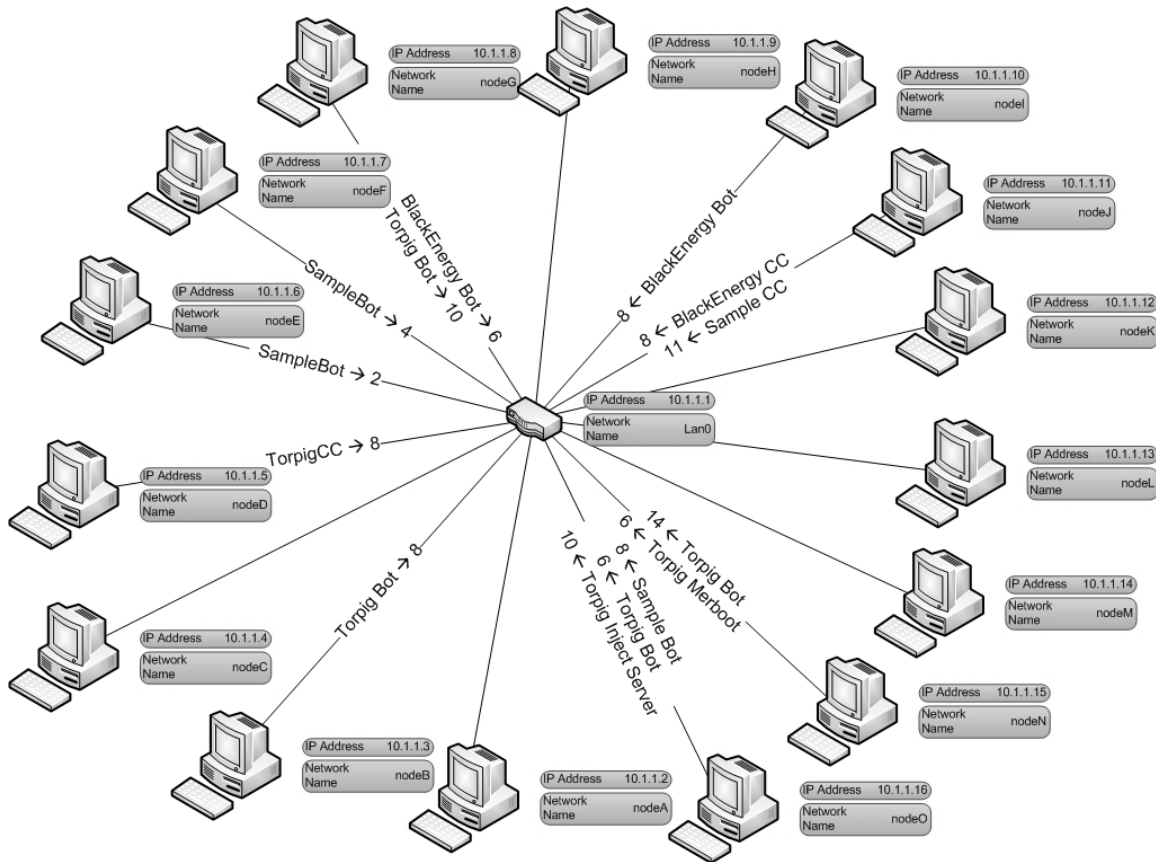 IP Address 10.1.1.8
Network Name nodeG
IP Address 10.1.1.9
Network Name nodeH
IP Address 10.1.1.10
Network Name nodeI
IP Address 10.1.1.7
Network Name nodeF
IP Address 10.1.1.11
Network Name nodeJ
BlackEnergy Bot → 6
Torpig Bot → 10
8 ← BlackEnergy Bot
SampleBot → 4
8 ← BlackEnergy CC
11 ← Sample CC
IP Address 10.1.1.6
Network Name nodeE
IP Address 10.1.1.12
Network Name nodeK
SampleBot → 2
IP Address 10.1.1.1
Network Name Lan0
TorpigCC → 8
IP Address 10.1.1.5
Network Name nodeD
IP Address 10.1.1.13
Network Name nodeL
Torpig Bot → 8
14 ← Torpig Bot
6 ← Torpig Merboot
8 ← Sample Bot
6 ← Torpig Bot
10 ← Torpig Inject Server
IP Address 10.1.1.14
Network Name nodeM
IP Address 10.1.1.4
Network Name nodeC
IP Address 10.1.1.15
Network Name nodeN
IP Address 10.1.1.3
Network Name nodeB
IP Address 10.1.1.2
Network Name nodeA
IP Address 10.1.1.16
Network Name nodeO